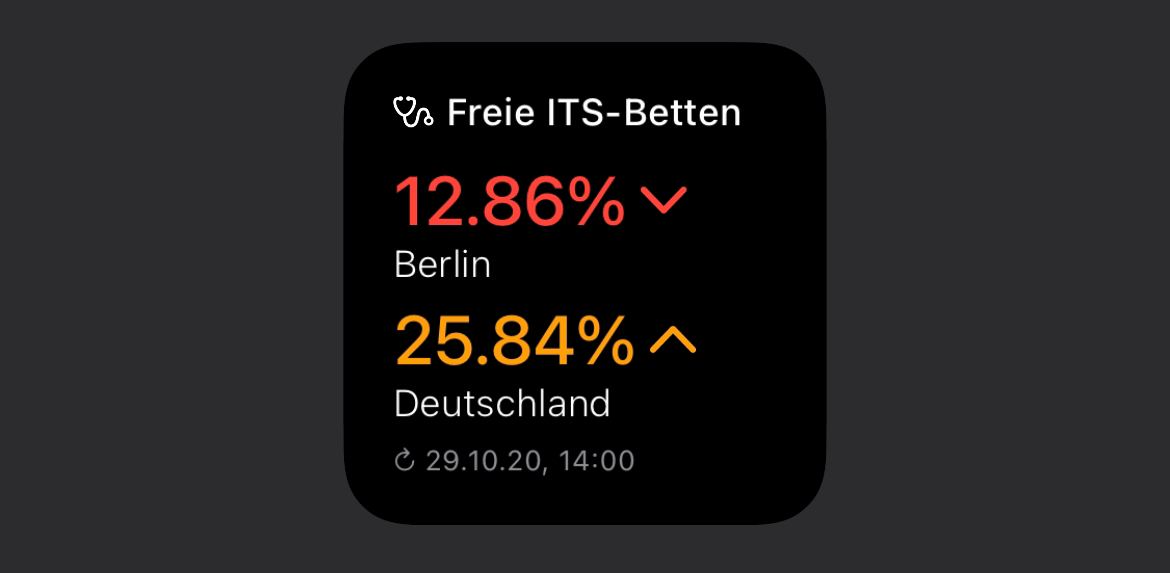 Freie ITS-Betten
12.86%
Berlin
25.84%
Deutschland
29.10.20, 14:00